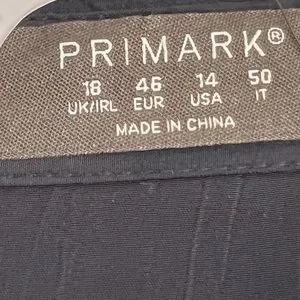 PRIMARK®
18 46 14 50
UK/IRL EUR USA IT
MADE IN CHINA